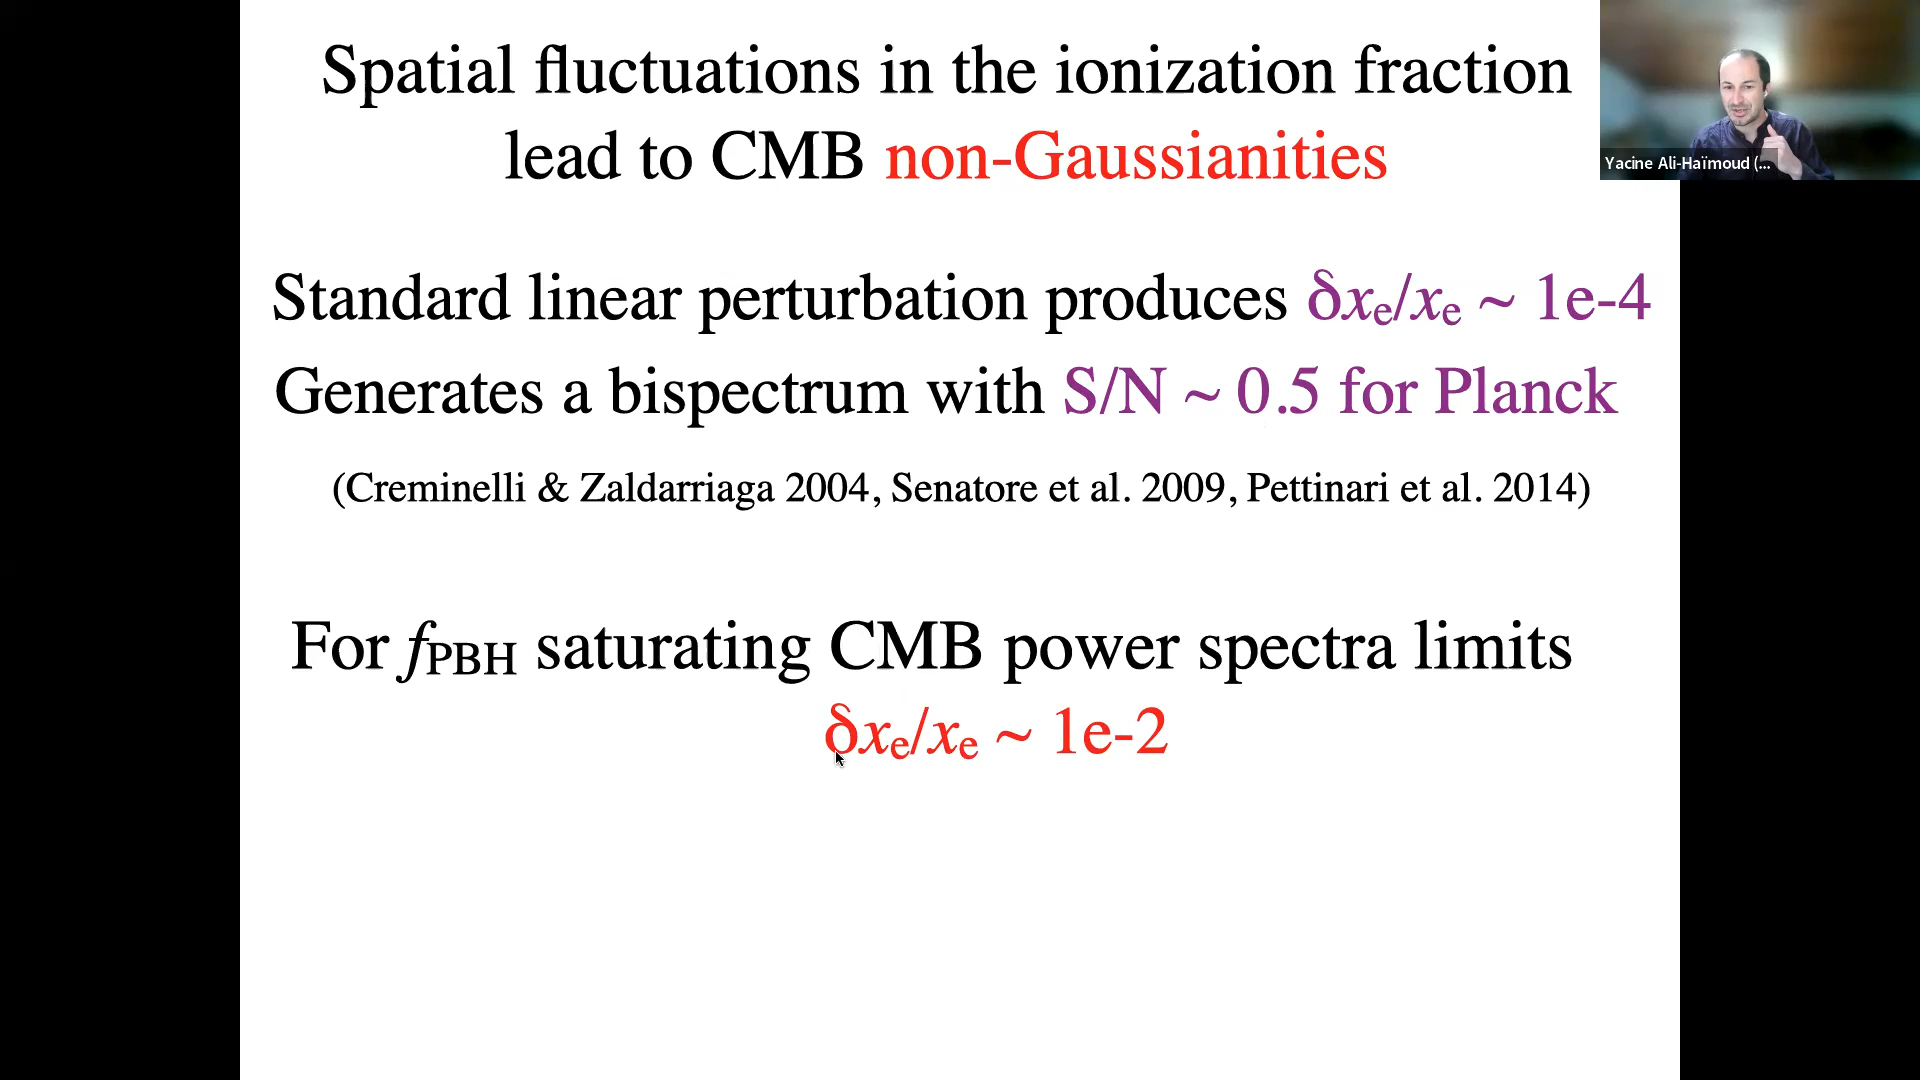 Spatial fluctuations in the ionization fraction
lead to CMB non-Gaussianities
Yacine Ali-Haïmoud (...
Standard linear perturbation produces δxe/xe ~ 1e-4
Generates a bispectrum with S/N ~ 0.5 for Planck
(Creminelli & Zaldarriaga 2004, Senatore et al. 2009, Pettinari et al. 2014)
For fPBH saturating CMB power spectra limits
δxe/xe ~ 1e-2